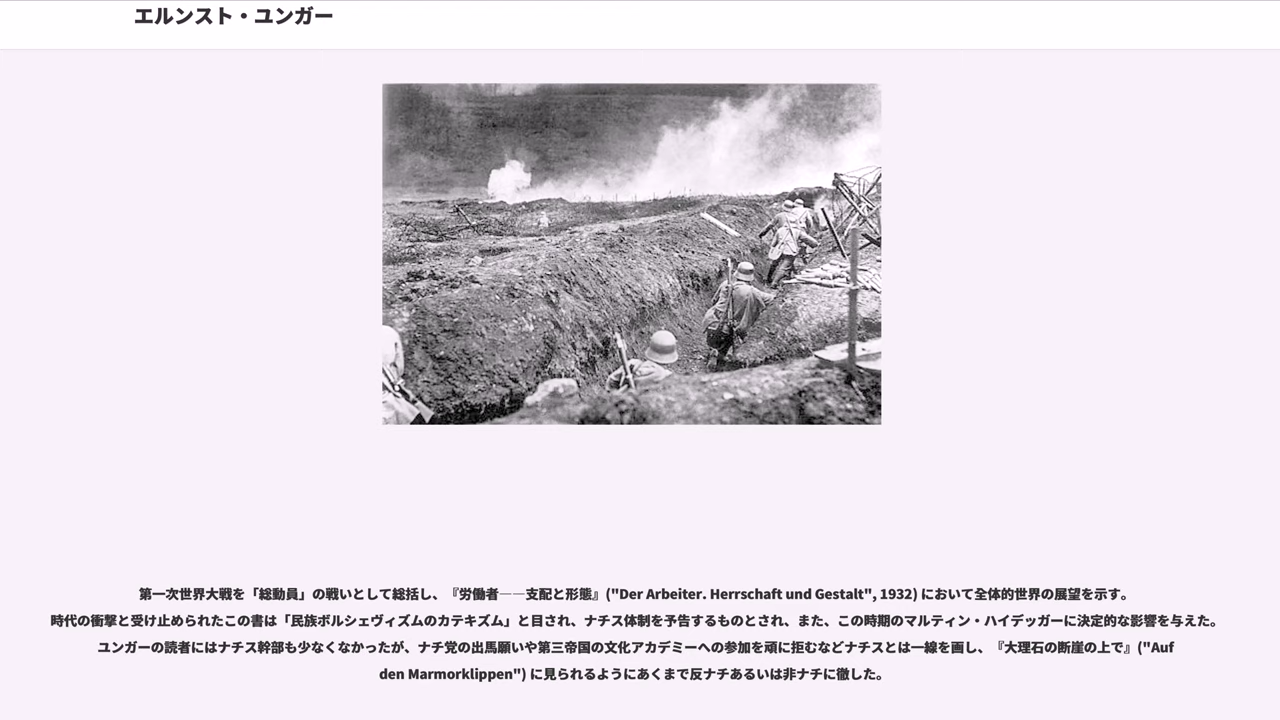 エルンスト・ユンガー
第一次世界大戦を「総動員」の戦いとして総括し、『労働者――支配と形態』("Der Arbeiter. Herrschaft und Gestalt", 1932) において全体的世界の展望を示す。
時代の衝撃と受け止められたこの書は「民族ボルシェヴィズムのカテキズム」と目され、ナチス体制を予告するものとされ、また、この時期のマルティン・ハイデッガーに決定的な影響を与えた。
ユンガーの読者にはナチス幹部も少なくなかったが、ナチ党の出馬願いや第三帝国の文化アカデミーへの参加を頑に拒むなどナチスとは一線を画し、『大理石の断崖の上で』("Auf
den Marmorklippen") に見られるようにあくまで反ナチあるいは非ナチに徹した。